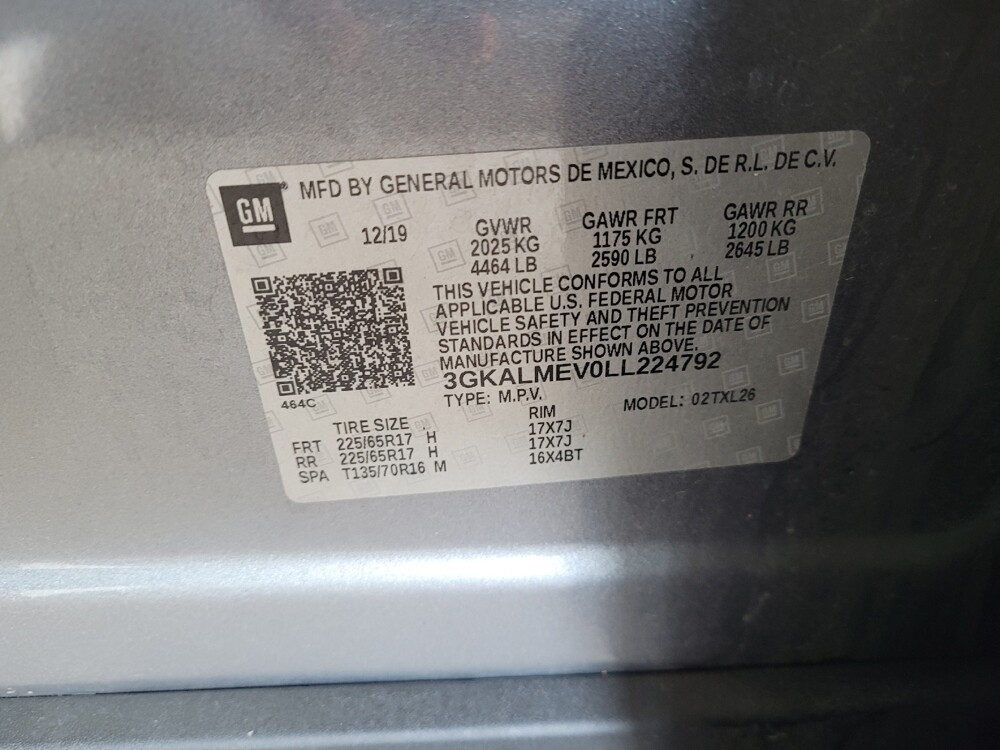 GM MFD BY GENERAL MOTORS DE MEXICO, S. DE R.L. DE C.V.
12/19 GVWR GAWR FRT GAWR RR
2025 KG 1175 KG 1200 KG
4464 LB 2590 LB 2645 LB
THIS VEHICLE CONFORMS TO ALL
APPLICABLE U.S. FEDERAL MOTOR
VEHICLE SAFETY AND THEFT PREVENTION
STANDARDS IN EFFECT ON THE DATE OF
MANUFACTURE SHOWN ABOVE.
3GKALMEV0LL224792
464C
TYPE: M.P.V. MODEL: 02TXL26
TIRE SIZE RIM
FRT 225/65R17 H 17X7J
RR 225/65R17 H 17X7J
SPA T135/70R16 M 16X4BT